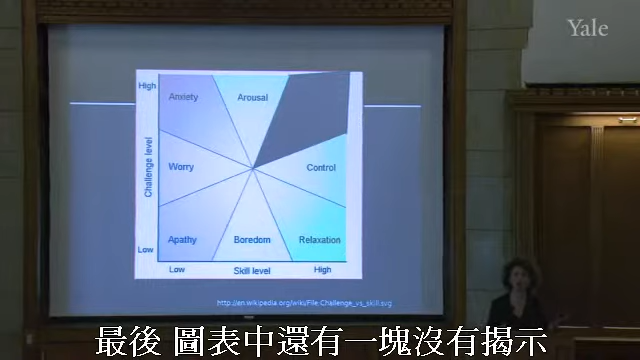 Yale
High
Anxiety
Arousal
Challenge level
Worry
Control
Apathy
Boredom
Relaxation
Low
Low
Skill level
High
http://en.wikipedia.org/wiki/File:Challenge_vs_skill.svg
最後 圖表中還有一塊沒有揭示